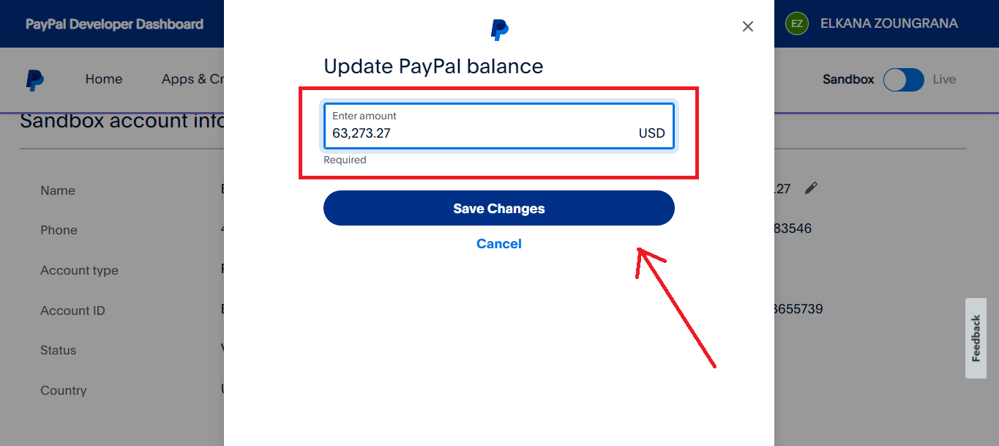 PayPal Developer Dashboard
EZ ELKANA ZOUNGRANA
Home
Apps & Cr
Sandbox
Live
Sandbox account info
Update PayPal balance
Enter amount
63,273.27
USD
Required
Save Changes
Cancel
Name
.27
Phone
83546
Account type
Account ID
3655739
Status
Country
Feedback